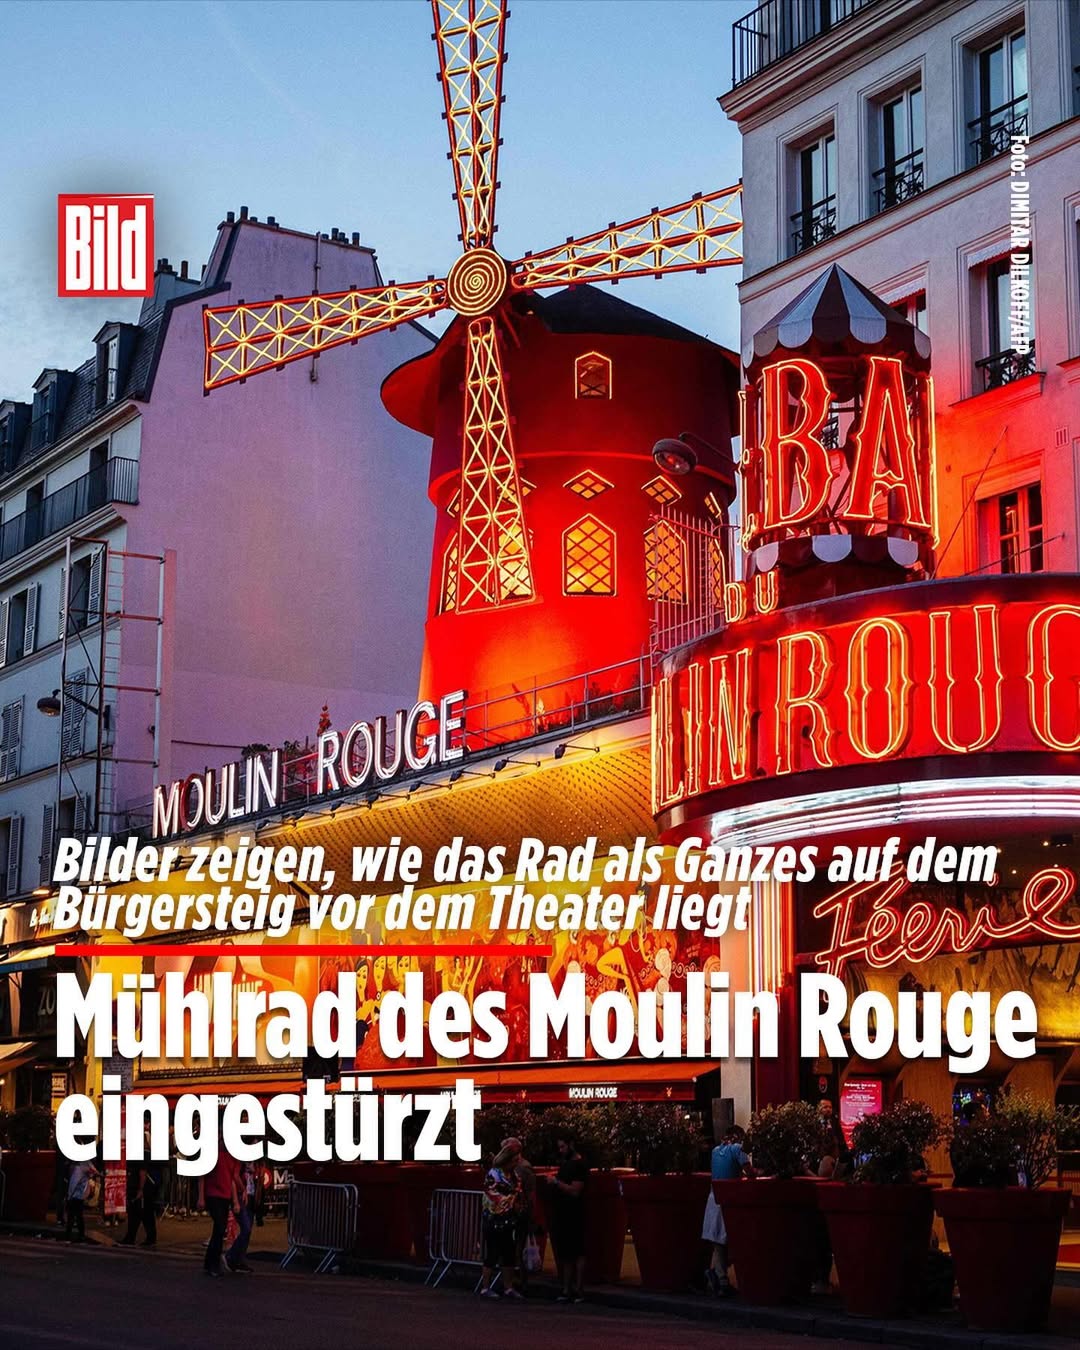 Foto: DIMITAR DILKOFF/AFP
Bild
BA
DU
LIN ROUG
MOULIN ROUGE
Bilder zeigen, wie das Rad als Ganzes auf dem
Bürgersteig vor dem Theater liegt
Féerie
Mühlrad des Moulin Rouge
eingestürzt
MOULIN ROUGE